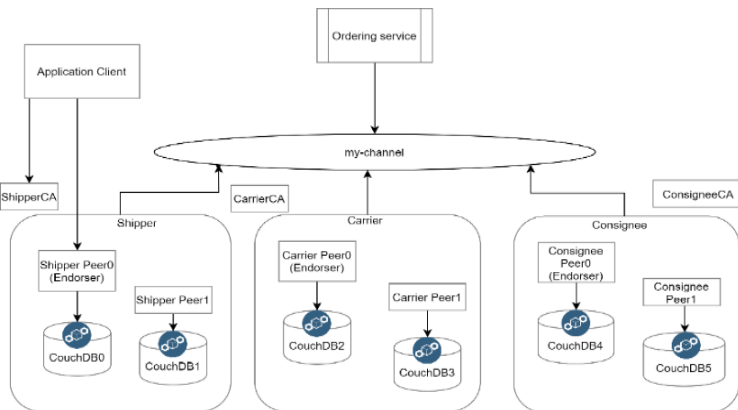 Ordering service
Application Client
my-channel
ShipperCA
CarrierCA
ConsigneeCA
Shipper
Carrier
Consignee
Shipper Peer0
(Endorser)
Shipper Peer1
CouchDB0
CouchDB1
Carrier Peer0
(Endorser)
Carrier Peer1
CouchDB2
CouchDB3
Consignee
Peer0
(Endorser)
Consignee
Peer1
CouchDB4
CouchDB5